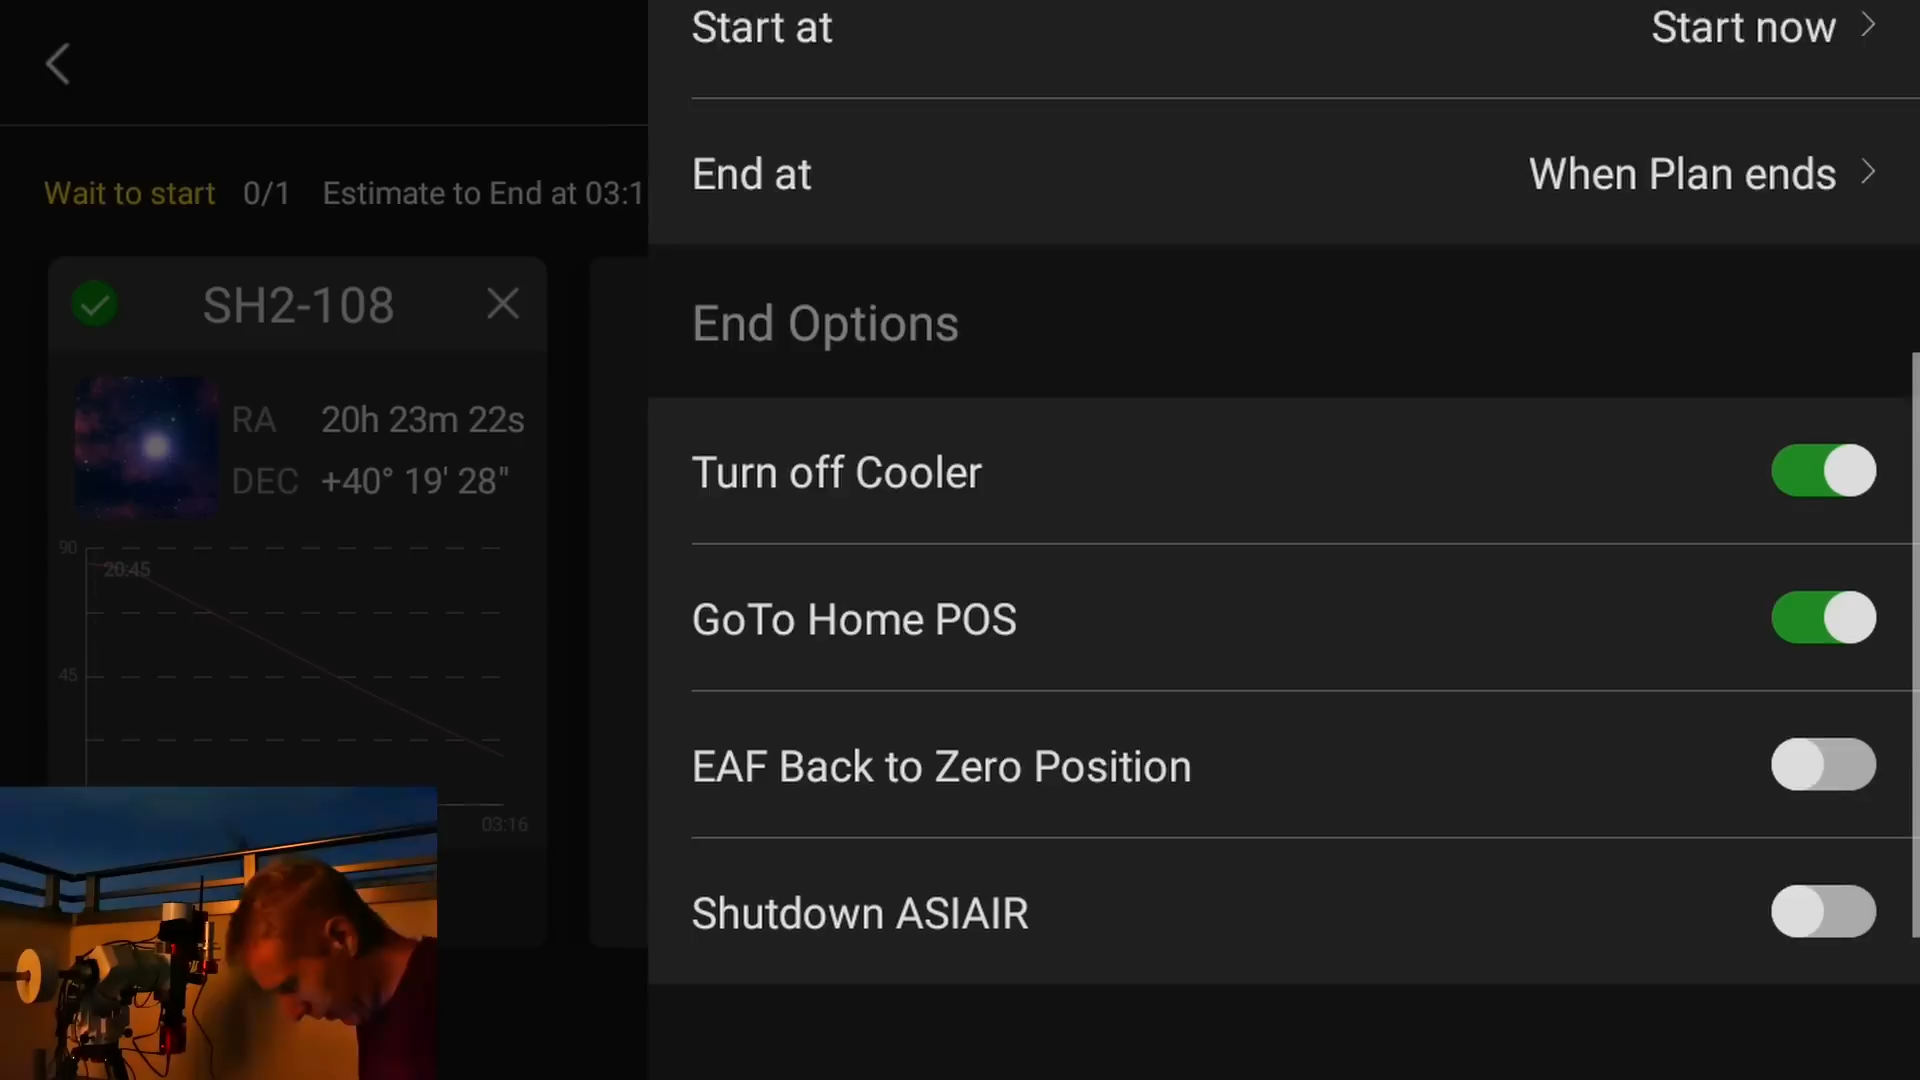 Start at Start now
End at When Plan ends
Wait to start 0/1 Estimate to End at 03:1
SH2-108
RA 20h 23m 22s
DEC +40° 19' 28"
90
20:45
45
03:16
End Options
Turn off Cooler
GoTo Home POS
EAF Back to Zero Position
Shutdown ASIAIR